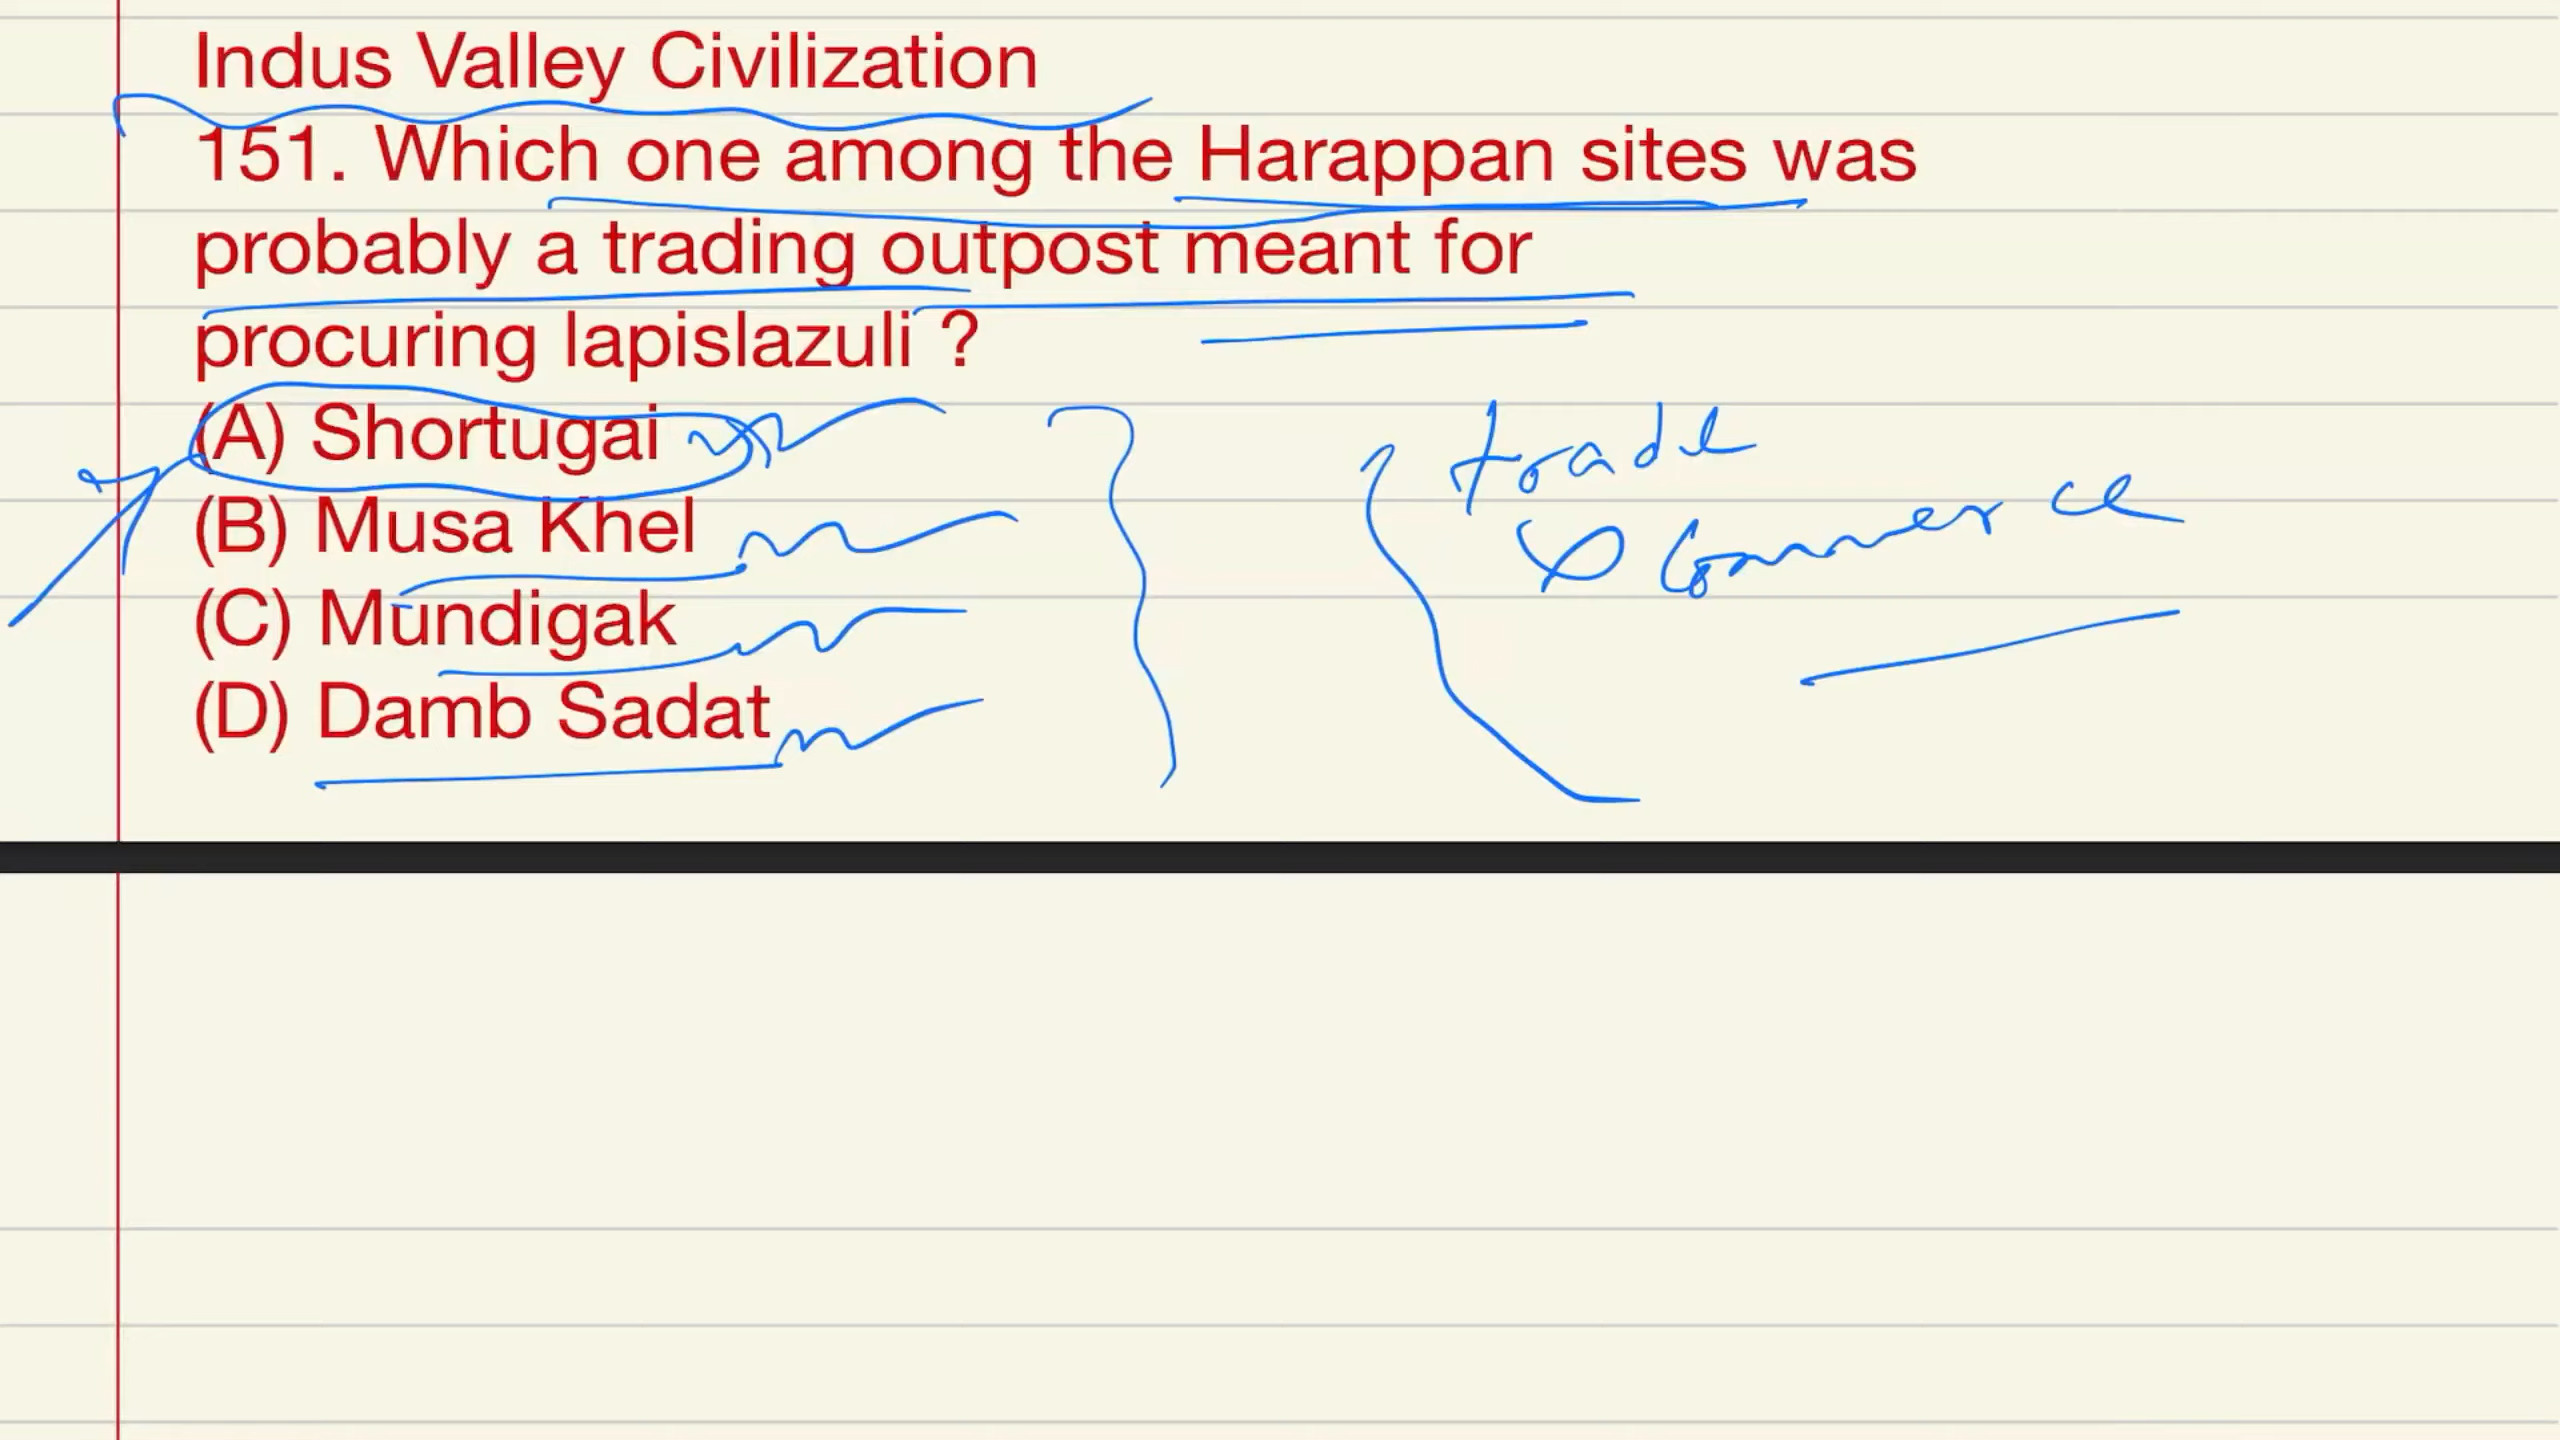 Indus Valley Civilization
151. Which one among the Harappan sites was
probably a trading outpost meant for
procuring lapislazuli ?
(A) Shortugai
(B) Musa Khel
(C) Mundigak
(D) Damb Sadat
trade
& Commerce